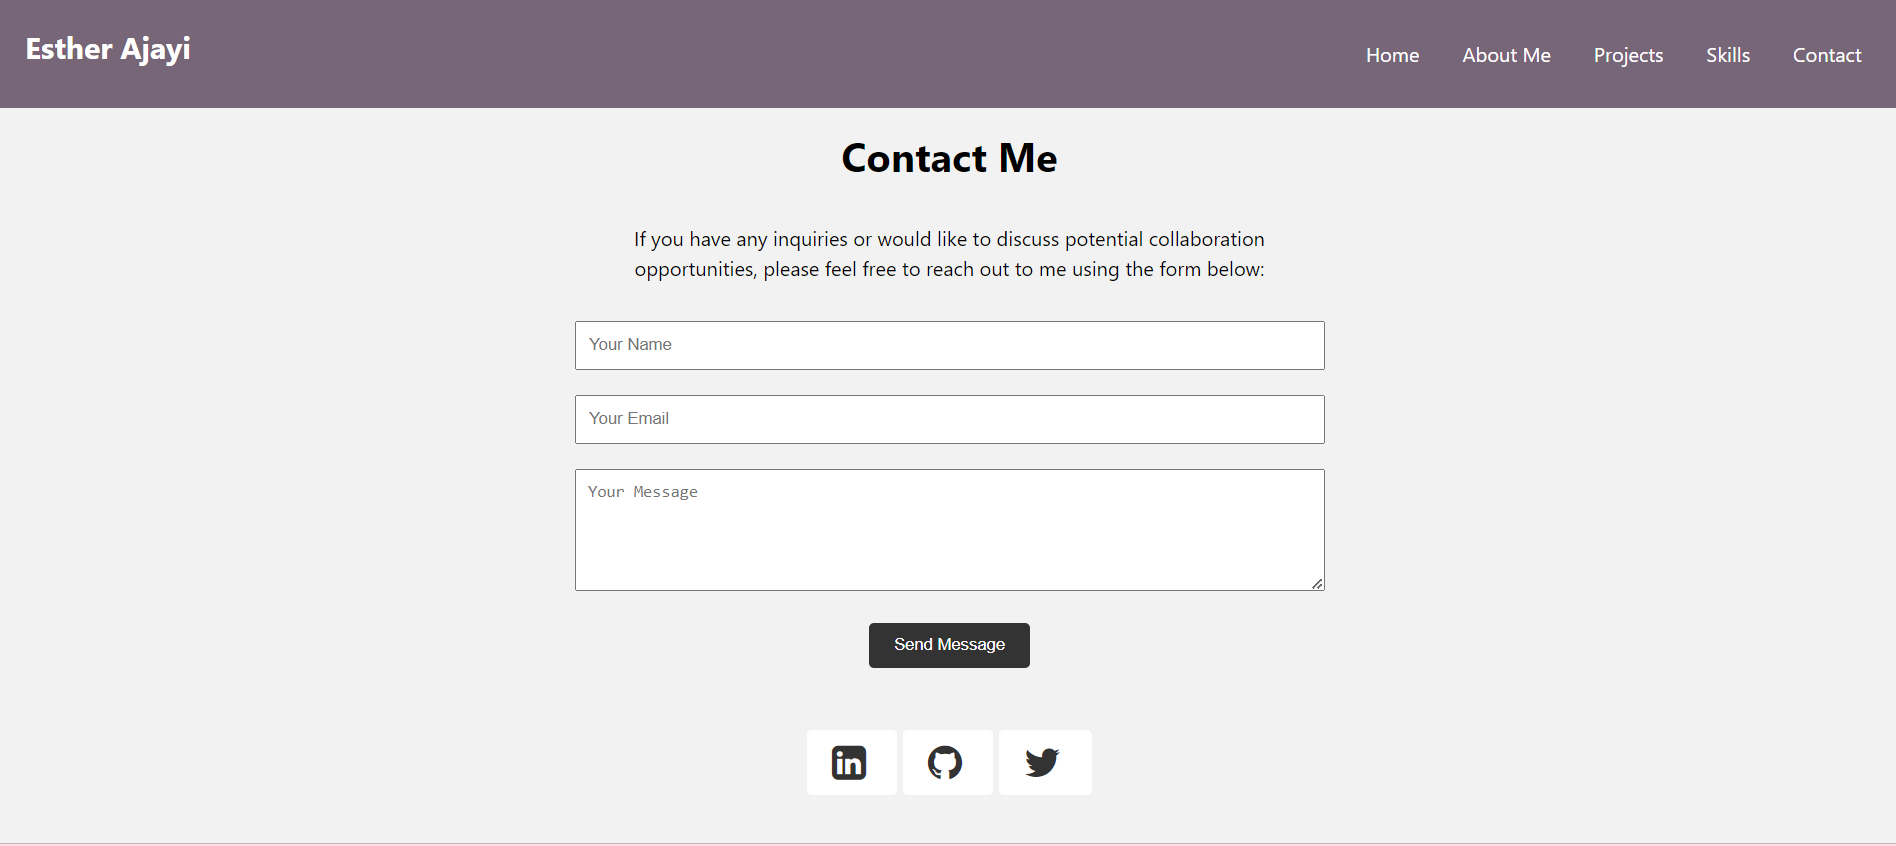 Esther Ajayi
Home About Me Projects Skills Contact
Contact Me
If you have any inquiries or would like to discuss potential collaboration
opportunities, please feel free to reach out to me using the form below:
Your Name
Your Email
Your Message
Send Message
in